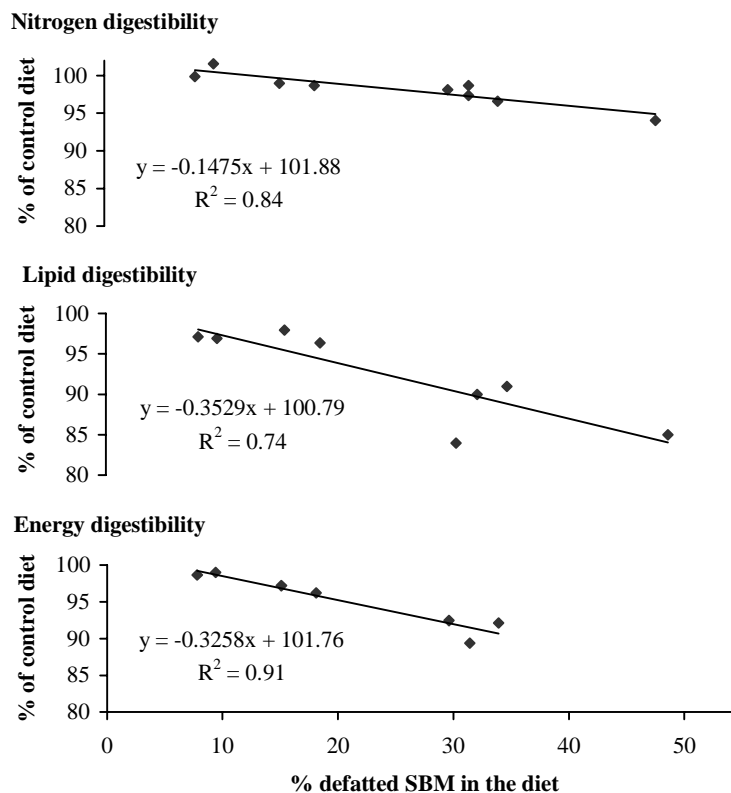 Nitrogen digestibility
% of control diet
100
95
90
85
80
y = -0.1475x + 101.88
R² = 0.84
Lipid digestibility
% of control diet
100
95
90
85
80
y = -0.3529x + 100.79
R² = 0.74
Energy digestibility
% of control diet
100
95
90
85
80
y = -0.3258x + 101.76
R² = 0.91
0 10 20 30 40 50
% defatted SBM in the diet